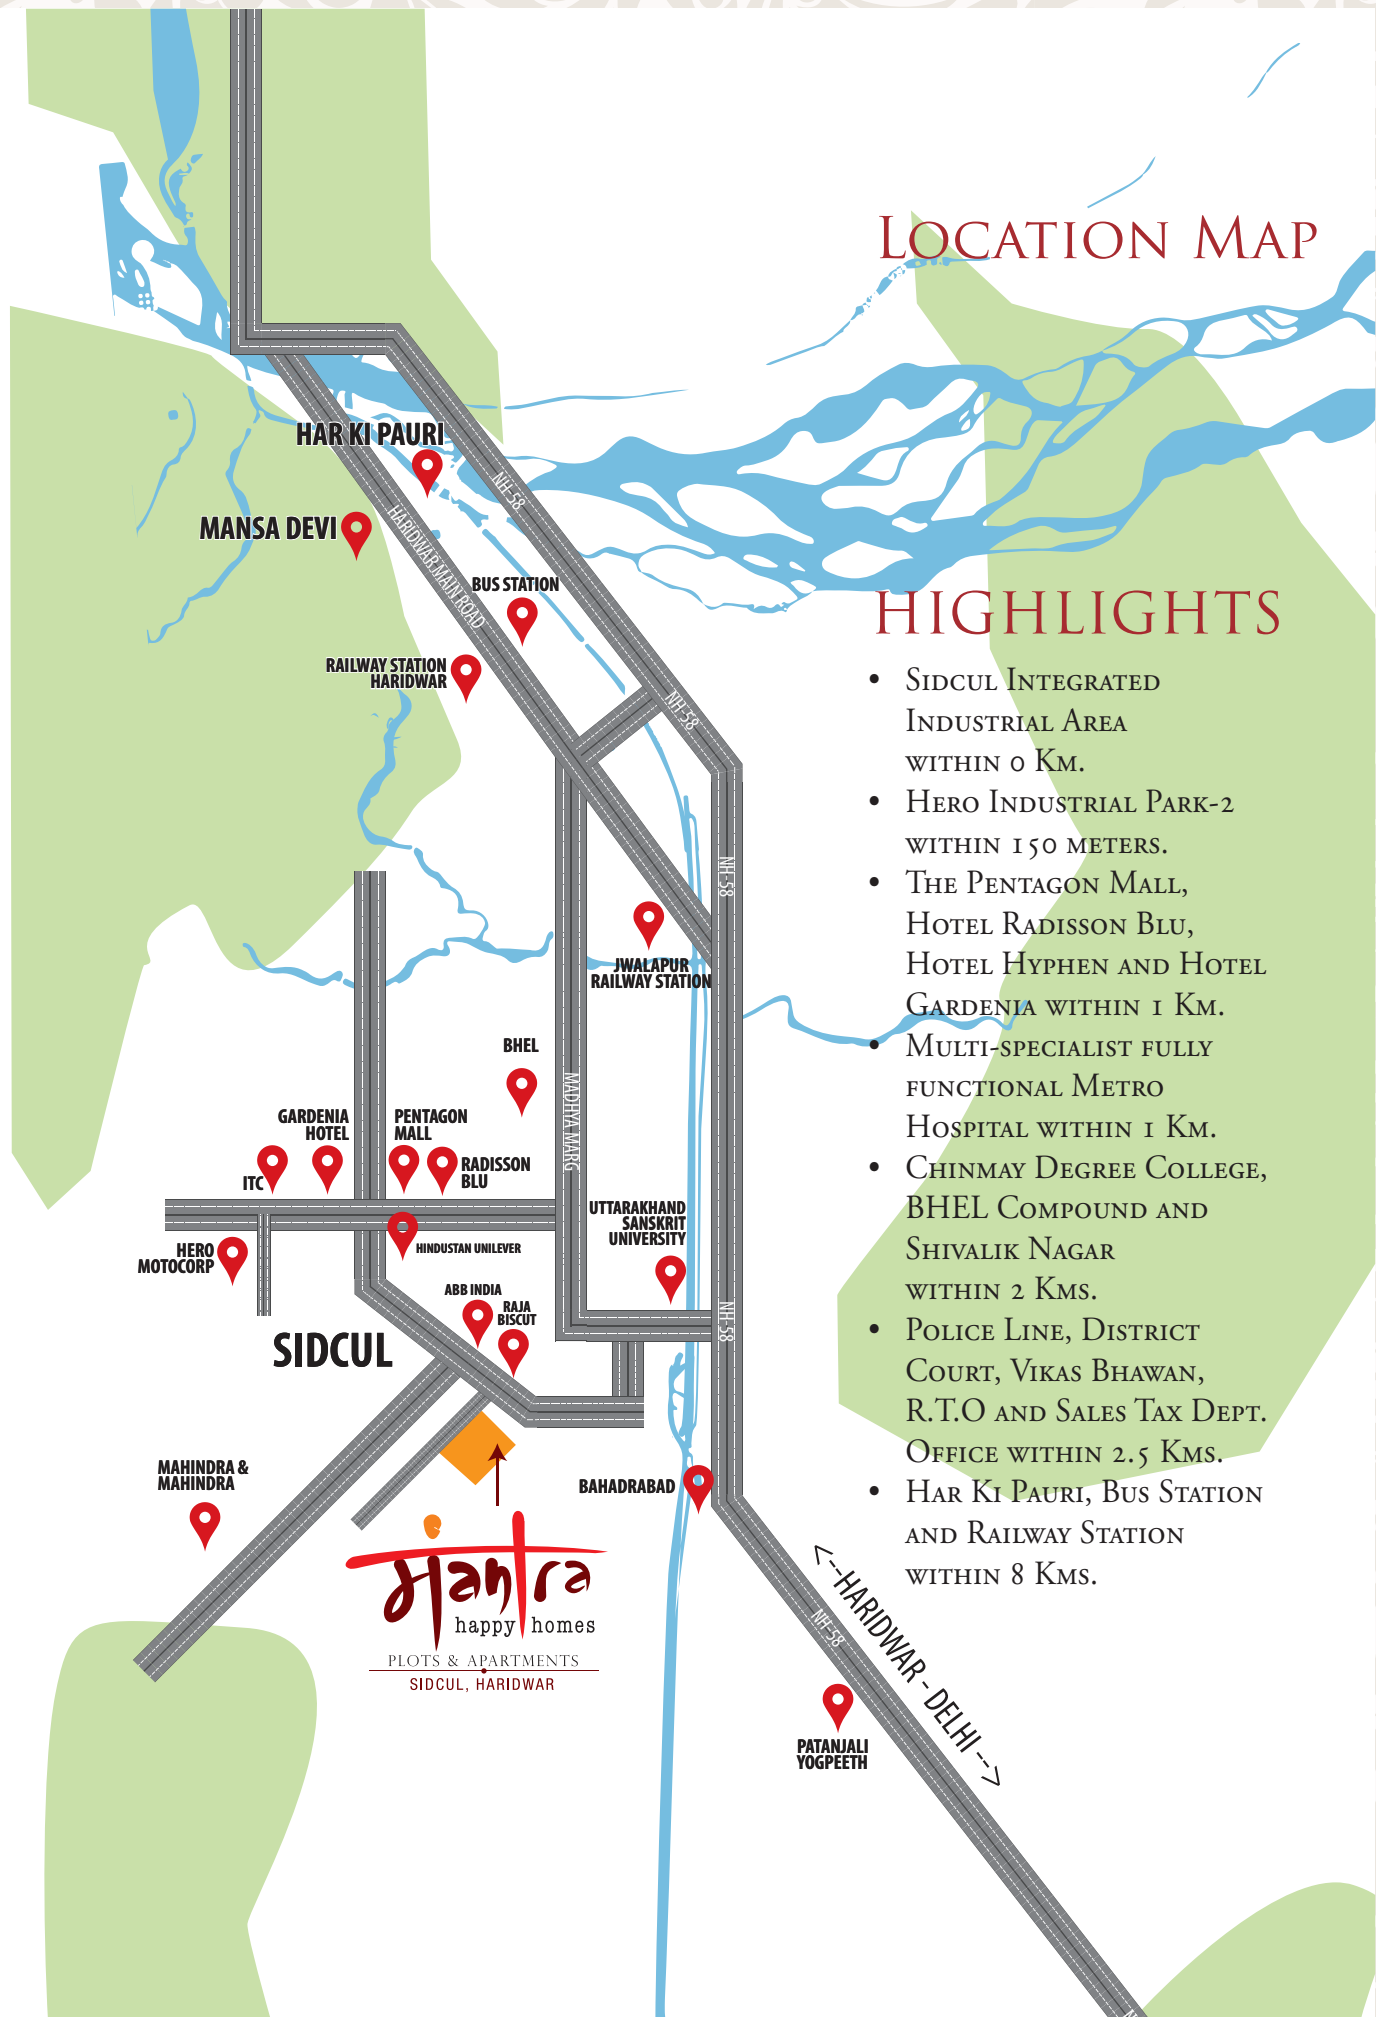 Location Map
HAR KI PAURI
NH-58
MANSA DEVI
HARIDWAR MAIN ROAD
BUS STATION
RAILWAY STATION
HARIDWAR
NH-58
NH-58
JWALAPUR
RAILWAY STATION
BHEL
MADHYA MARG
GARDENIA
HOTEL
PENTAGON
MALL
ITC
RADISSON
BLU
UTTARAKHAND
SANSKRIT
UNIVERSITY
HERO
MOTOCORP
HINDUSTAN UNILEVER
ABB INDIA
RAJA
BISCUT
NH-58
SIDCUL
MAHINDRA &
MAHINDRA
BAHADRABAD
Mantra
happy homes
PLOTS & APARTMENTS
SIDCUL, HARIDWAR
NH-58
<--HARIDWAR - DELHI -->
PATANJALI
YOGPEETH
HIGHLIGHTS
• Sidcul Integrated
Industrial Area
within 0 Km.
• Hero Industrial Park-2
within 150 meters.
• The Pentagon Mall,
Hotel Radisson Blu,
Hotel Hyphen and Hotel
Gardenia within 1 Km.
• Multi-specialist fully
functional Metro
Hospital within 1 Km.
• Chinmay Degree College,
BHEL Compound and
Shivalik Nagar
within 2 Kms.
• Police Line, District
Court, Vikas Bhawan,
R.T.O and Sales Tax Dept.
Office within 2.5 Kms.
• Har Ki Pauri, Bus Station
and Railway Station
within 8 Kms.